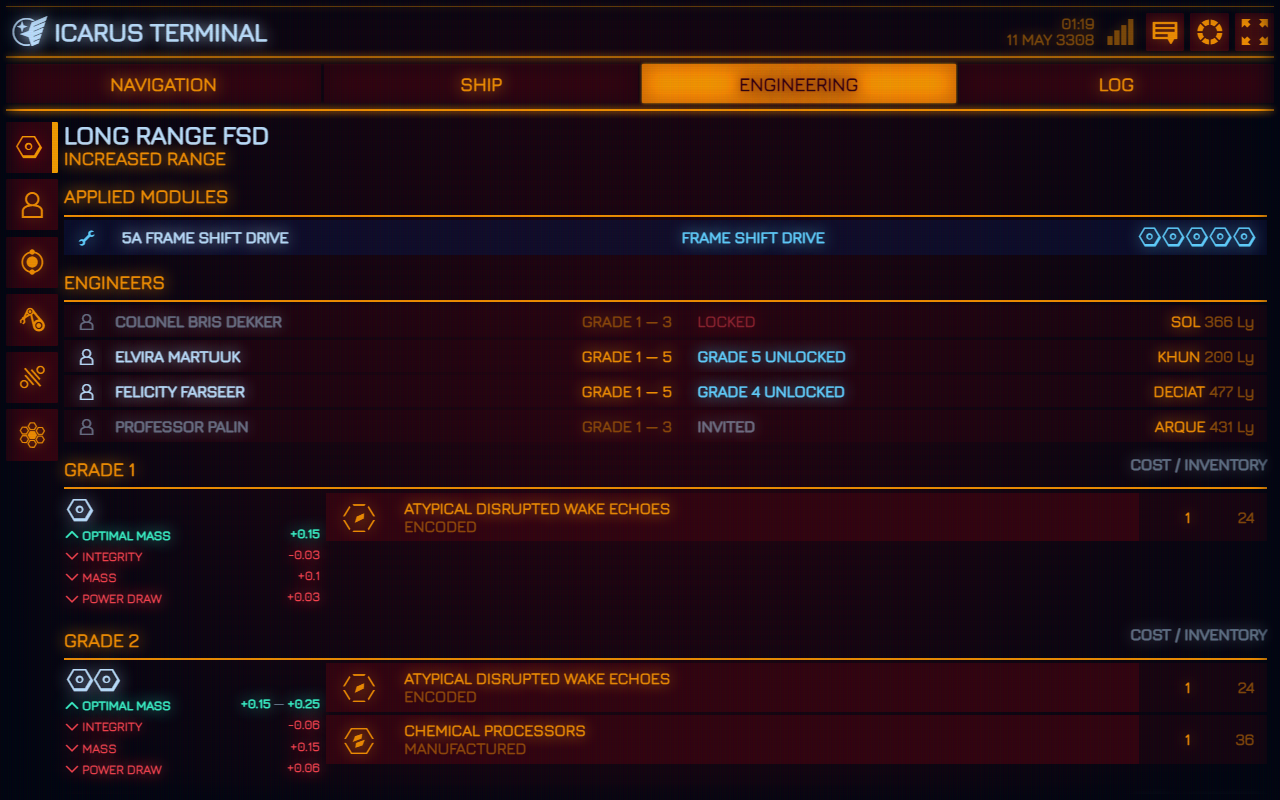 ICARUS TERMINAL
01:19
11 MAY 3308
NAVIGATION
SHIP
ENGINEERING
LOG
LONG RANGE FSD
INCREASED RANGE
APPLIED MODULES
5A FRAME SHIFT DRIVE FRAME SHIFT DRIVE
ENGINEERS
COLONEL BRIS DEKKER GRADE 1 — 3 LOCKED SOL 366 Ly
ELVIRA MARTUUK GRADE 1 — 5 GRADE 5 UNLOCKED KHUN 200 Ly
FELICITY FARSEER GRADE 1 — 5 GRADE 4 UNLOCKED DECIAT 477 Ly
PROFESSOR PALIN GRADE 1 — 3 INVITED ARQUE 431 Ly
GRADE 1 COST / INVENTORY
OPTIMAL MASS +0.15
INTEGRITY -0.03
MASS +0.1
POWER DRAW +0.03
ATYPICAL DISRUPTED WAKE ECHOES 1 24
ENCODED
GRADE 2 COST / INVENTORY
OPTIMAL MASS +0.15 — +0.25
INTEGRITY -0.06
MASS +0.15
POWER DRAW +0.06
ATYPICAL DISRUPTED WAKE ECHOES 1 24
ENCODED
CHEMICAL PROCESSORS 1 36
MANUFACTURED